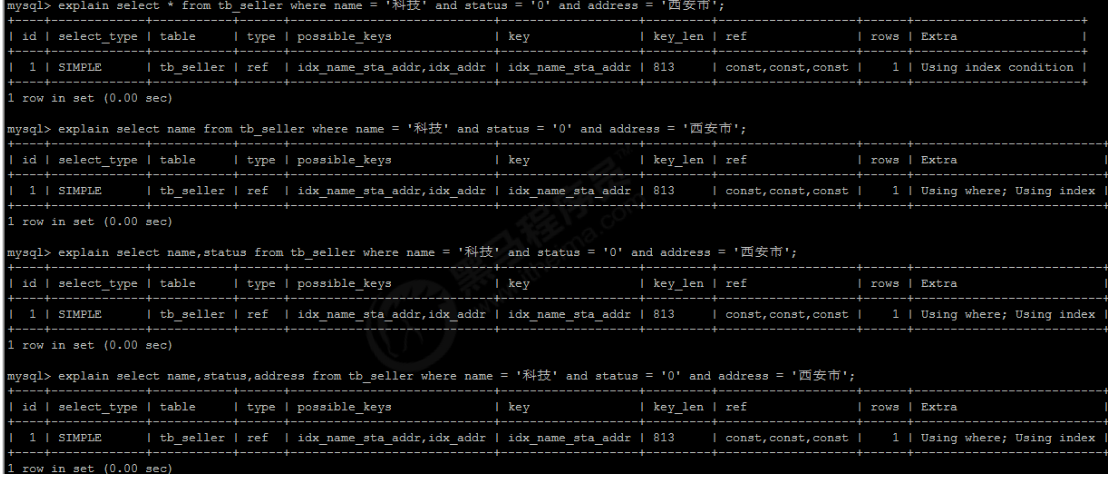 mysql> explain select * from tb_seller where name = '科技' and status = '0' and address = '西安市';
| id | select_type | table | type | possible_keys | key | key_len | ref | rows | Extra |
| 1 | SIMPLE | tb_seller | ref | idx_name_sta_addr,idx_addr | idx_name_sta_addr | 813 | const,const,const | 1 | Using index condition |
1 row in set (0.00 sec)
mysql> explain select name from tb_seller where name = '科技' and status = '0' and address = '西安市';
| id | select_type | table | type | possible_keys | key | key_len | ref | rows | Extra |
| 1 | SIMPLE | tb_seller | ref | idx_name_sta_addr,idx_addr | idx_name_sta_addr | 813 | const,const,const | 1 | Using where; Using index |
1 row in set (0.00 sec)
mysql> explain select name,status from tb_seller where name = '科技' and status = '0' and address = '西安市';
| id | select_type | table | type | possible_keys | key | key_len | ref | rows | Extra |
| 1 | SIMPLE | tb_seller | ref | idx_name_sta_addr,idx_addr | idx_name_sta_addr | 813 | const,const,const | 1 | Using where; Using index |
1 row in set (0.00 sec)
mysql> explain select name,status,address from tb_seller where name = '科技' and status = '0' and address = '西安市';
| id | select_type | table | type | possible_keys | key | key_len | ref | rows | Extra |
| 1 | SIMPLE | tb_seller | ref | idx_name_sta_addr,idx_addr | idx_name_sta_addr | 813 | const,const,const | 1 | Using where; Using index |
1 row in set (0.00 sec)
黑马程序员